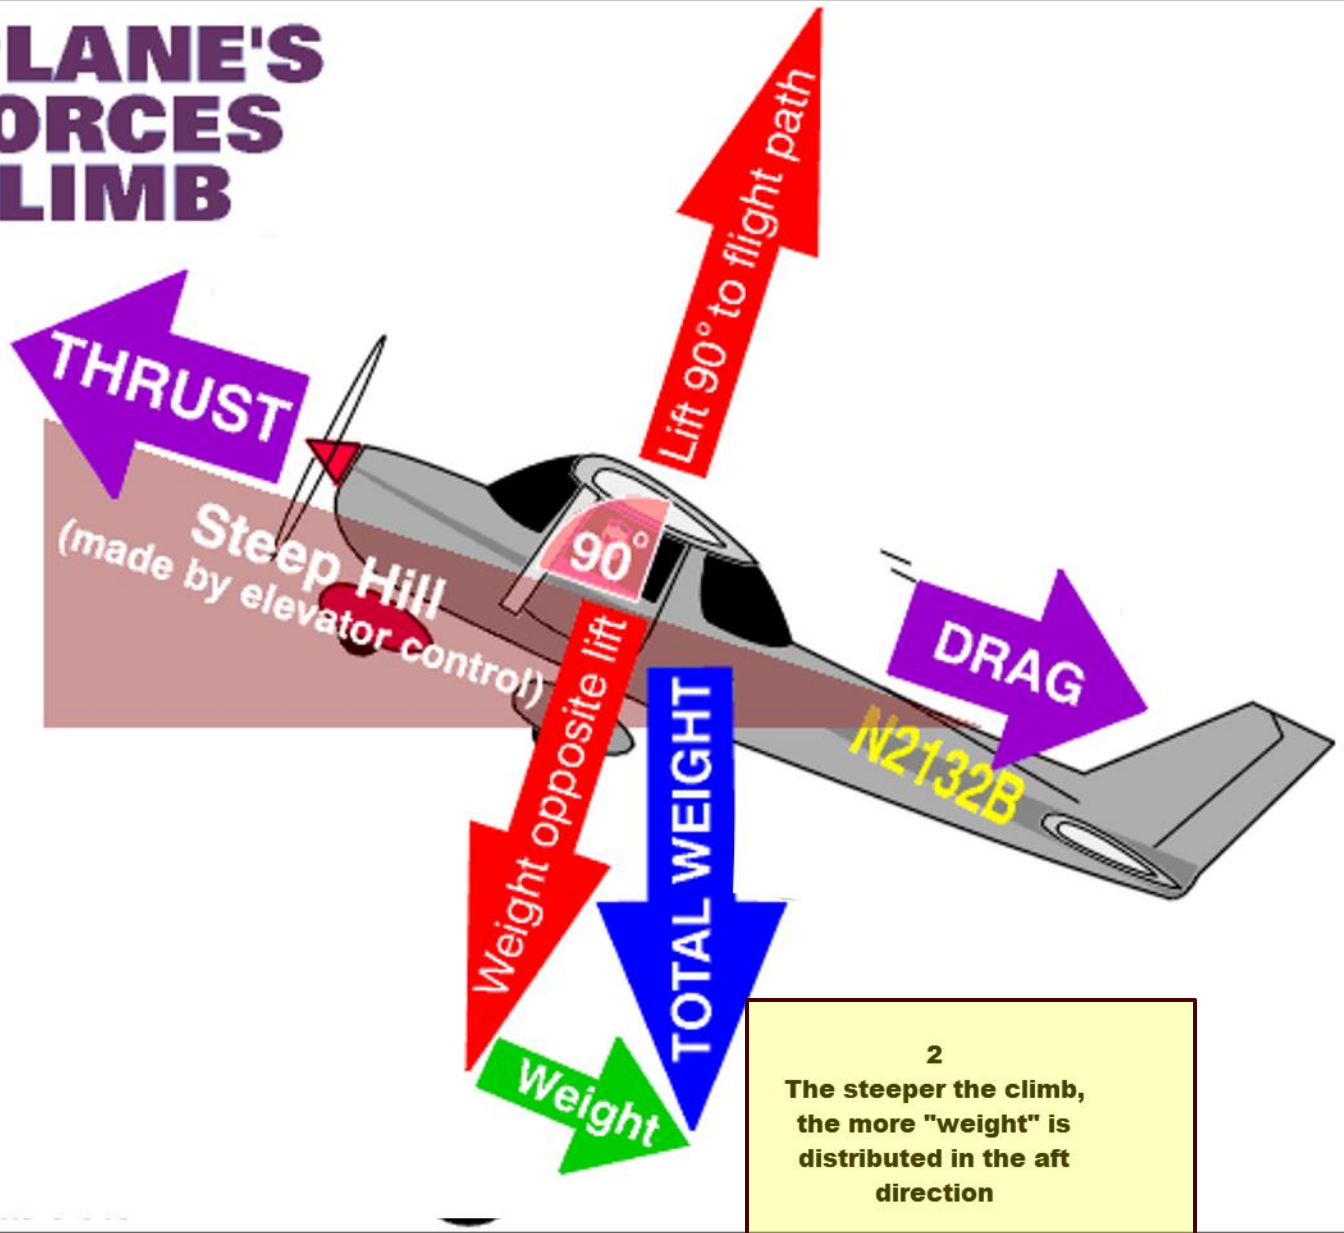 LANE'S
ORCES
LIMB
Lift 90° to flight path
THRUST
Steep Hill
(made by elevator control)
90°
DRAG
Weight opposite lift
TOTAL WEIGHT
N2132B
Weight
2
The steeper the climb,
the more "weight" is
distributed in the aft
direction